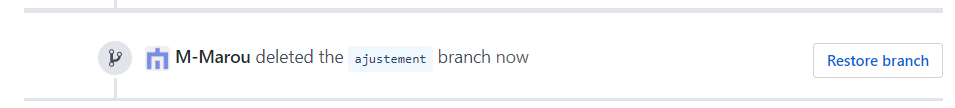 M-Marou deleted the ajustement branch now
Restore branch